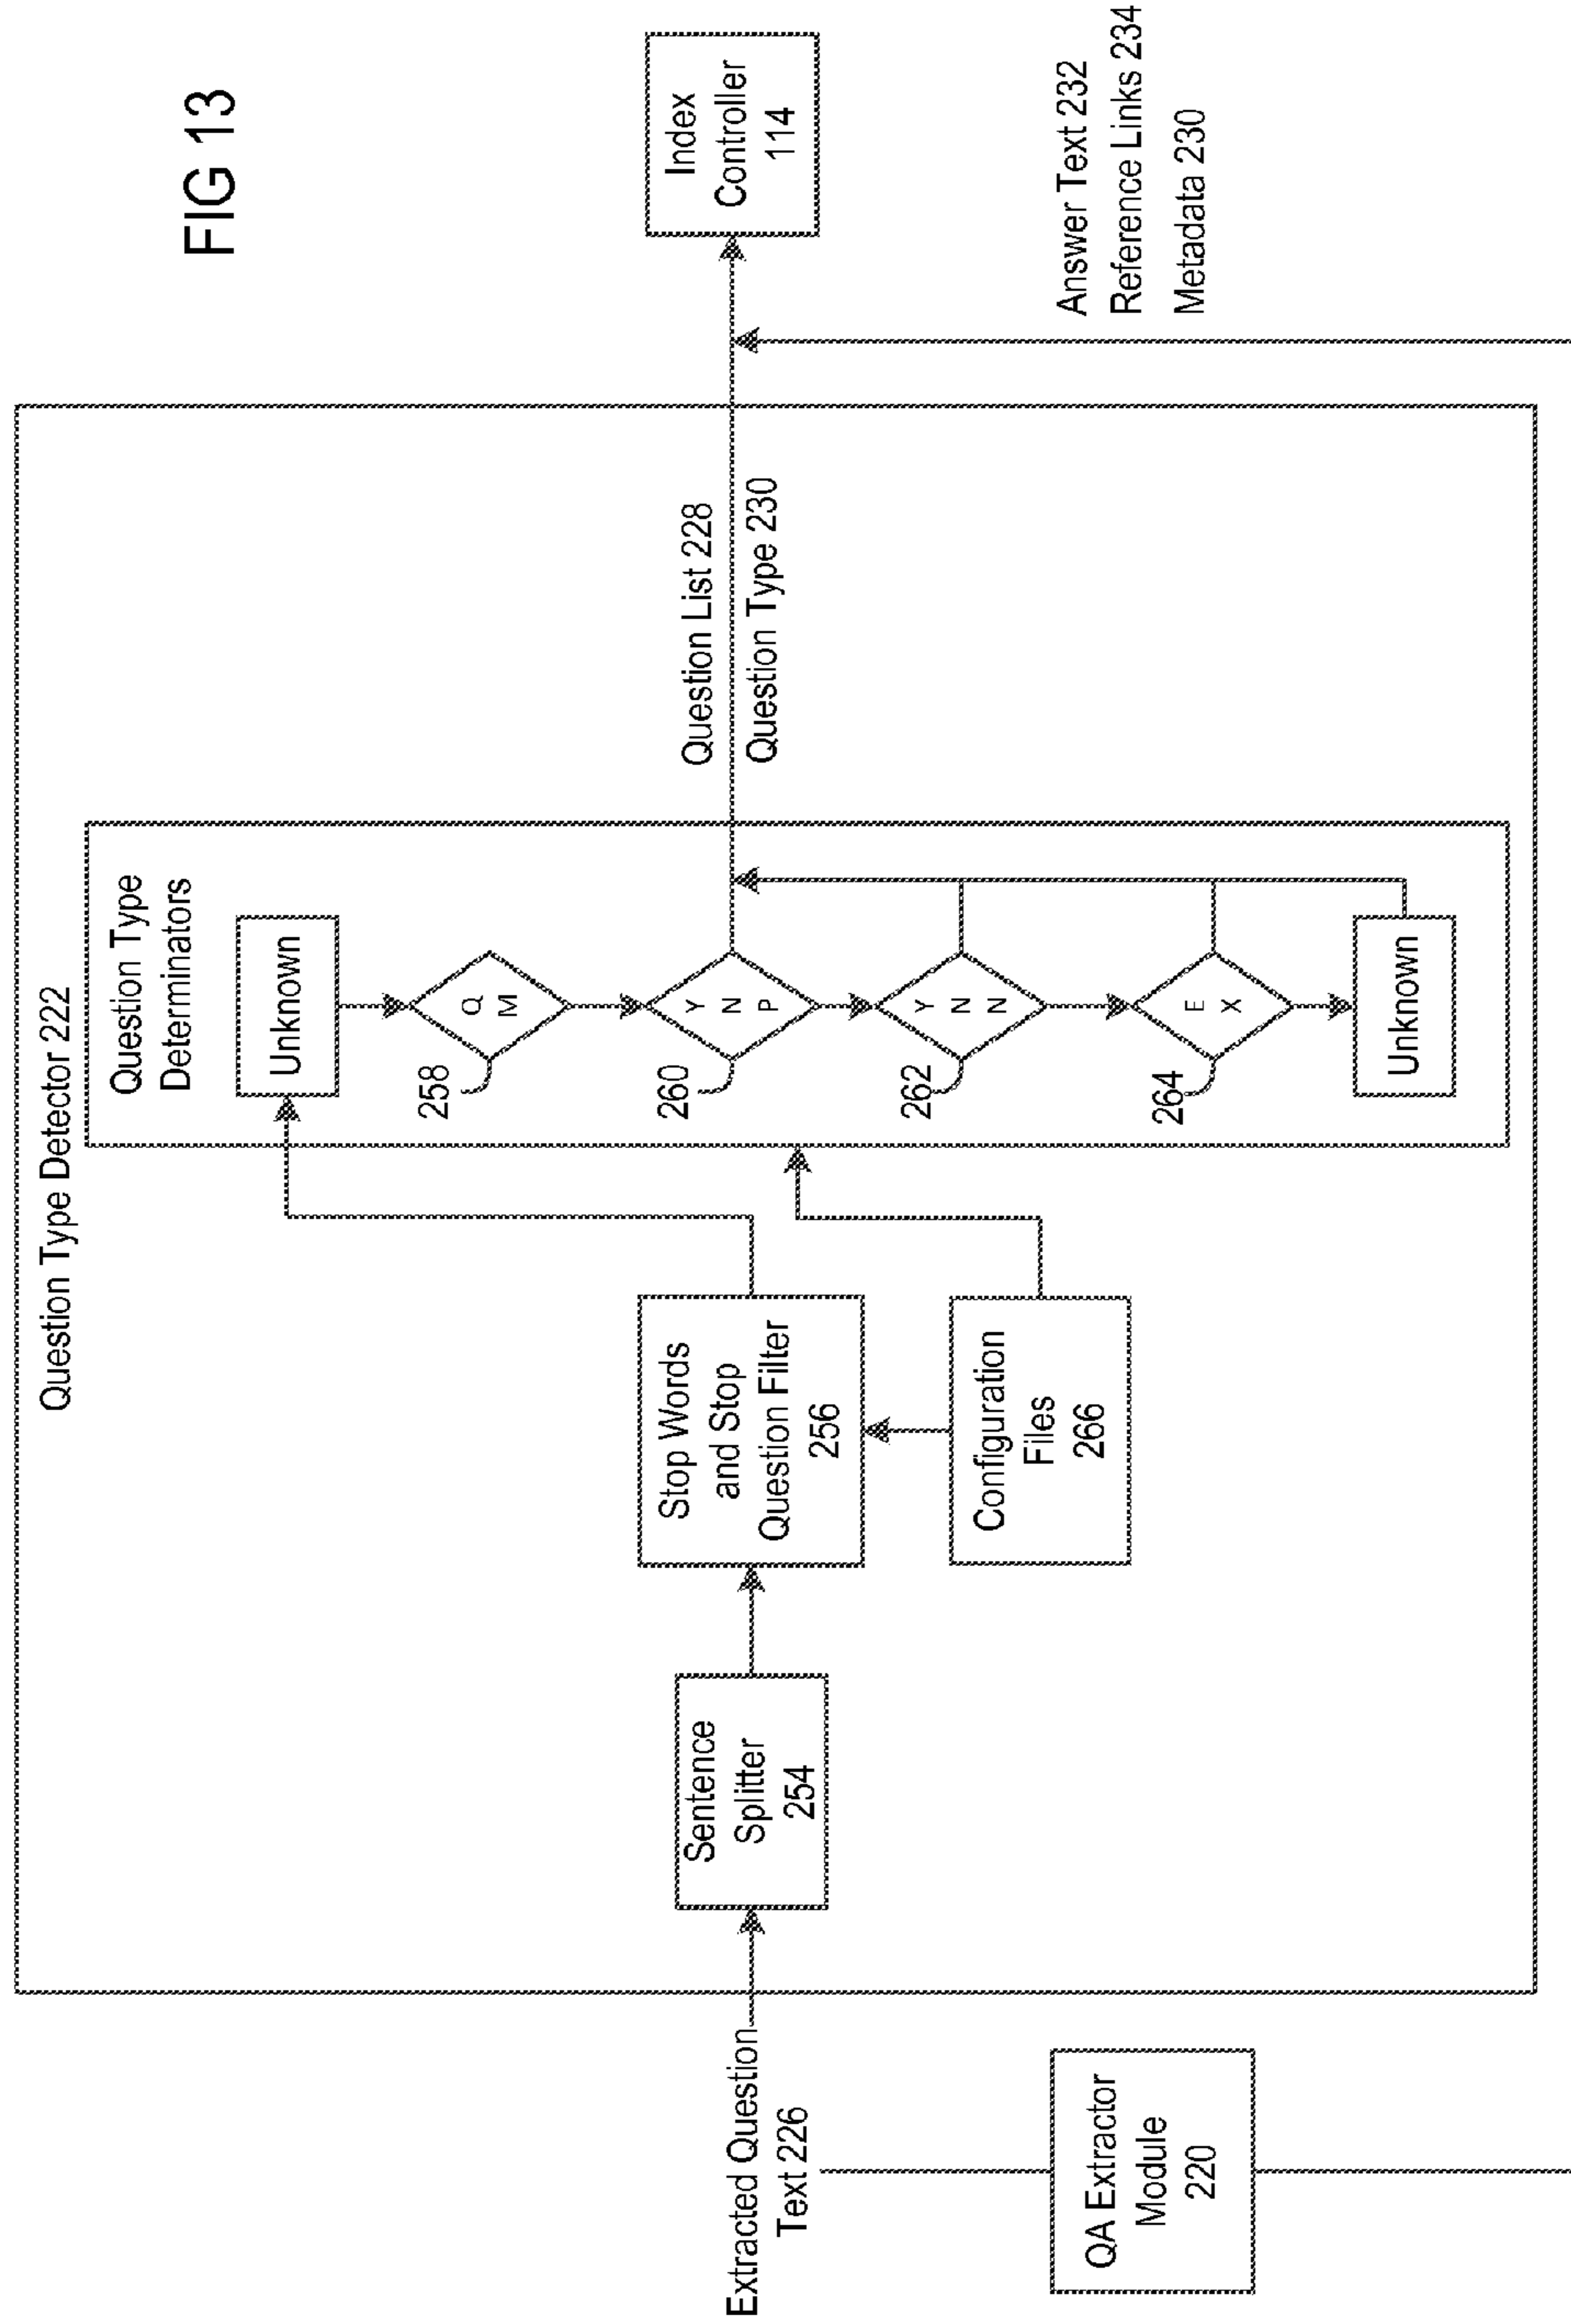 FIG 13
Question Type Detector 222
Question Type
Determinators
Unknown
258
Q
M
260
Y
N
P
262
Y
N
N
264
E
X
Unknown
Stop Words
and Stop
Question Filter
256
Configuration
Files
266
Sentence
Splitter
254
Extracted Question
Text 226
QA Extractor
Module
220
Question List 228
Question Type 230
Index
Controller
114
Answer Text 232
Reference Links 234
Metadata 230